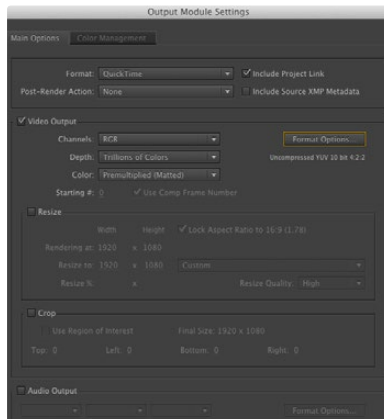 Output Module Settings
Main Options Color Management
Format: QuickTime Include Project Link
Post-Render Action: None Include Source XMP Metadata
Video Output
Channels: RGB Format Options...
Depth: Trillions of Colors Uncompressed YUV 10 bit 4:2:2
Color: Premultiplied (Matted)
Starting #: 0 Use Comp Frame Number
Resize
Width Height Lock Aspect Ratio to 16:9 (1.78)
Rendering at: 1920 x 1080
Resize to: 1920 x 1080 Custom
Resize % x Resize Quality: High
Crop
Use Region of Interest Final Size: 1920 x 1080
Top: 0 Left: 0 Bottom: 0 Right: 0
Audio Output
Format Options...